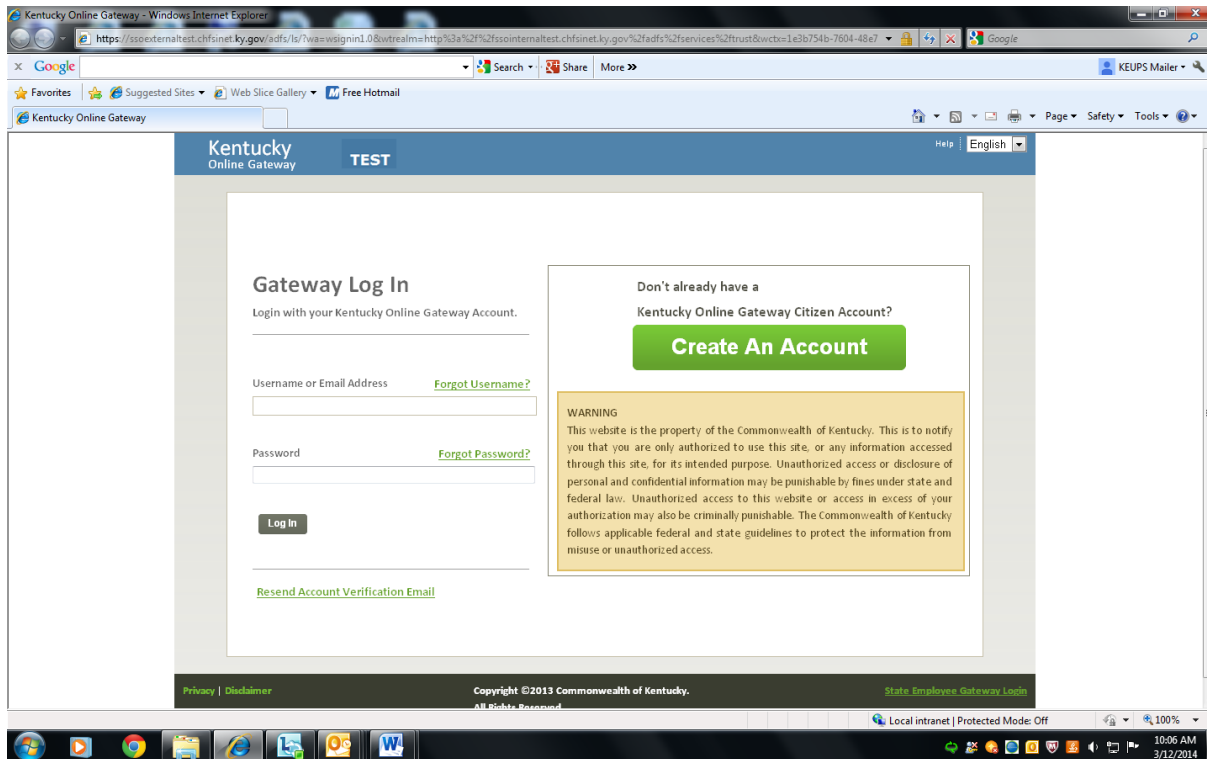 Kentucky Online Gateway - Windows Internet Explorer
https://ssoexternaltest.chfsinet.ky.gov/adfs/ls/?wa=wsignin1.0&wtrealm=http%3a%2f%2fssointernaltest.chfsinet.ky.gov%2fadfs%2fservices%2ftrust&wctx=1e3b754b-7604-48e7
Google
x Google
Search
Share
More
KEUPS Mailer
Favorites
Suggested Sites
Web Slice Gallery
Free Hotmail
Kentucky Online Gateway
Page
Safety
Tools
Kentucky
Online Gateway
TEST
Help
English
Gateway Log In
Login with your Kentucky Online Gateway Account.
Username or Email Address
Forgot Username?
Password
Forgot Password?
Log In
Resend Account Verification Email
Don't already have a
Kentucky Online Gateway Citizen Account?
Create An Account
WARNING
This website is the property of the Commonwealth of Kentucky. This is to notify
you that you are only authorized to use this site, or any information accessed
through this site, for its intended purpose. Unauthorized access or disclosure of
personal and confidential information may be punishable by fines under state and
federal law. Unauthorized access to this website or access in excess of your
authorization may also be criminally punishable. The Commonwealth of Kentucky
follows applicable federal and state guidelines to protect the information from
misuse or unauthorized access.
Privacy | Disclaimer
Copyright ©2013 Commonwealth of Kentucky.
All Rights Reserved
State Employee Gateway Login
Local intranet | Protected Mode: Off
100%
10:06 AM
3/12/2014